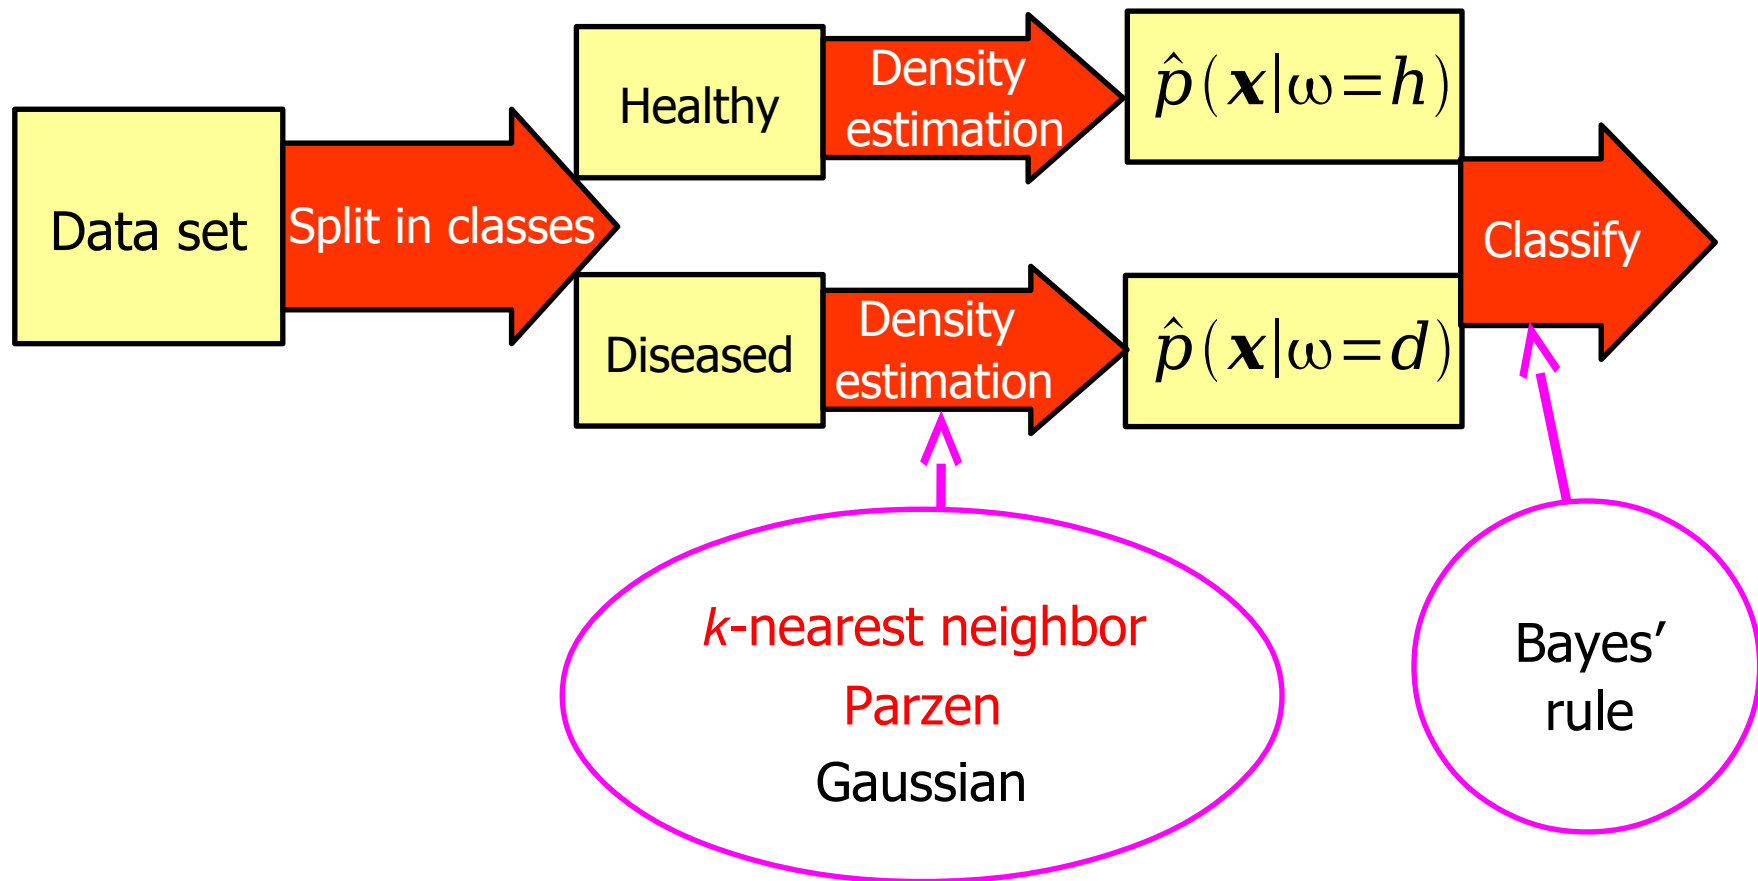 Data set
Split in classes
Healthy
Density
estimation
p̂(x|ω=h)
Diseased
Density
estimation
p̂(x|ω=d)
Classify
k-nearest neighbor
Parzen
Gaussian
Bayes’
rule